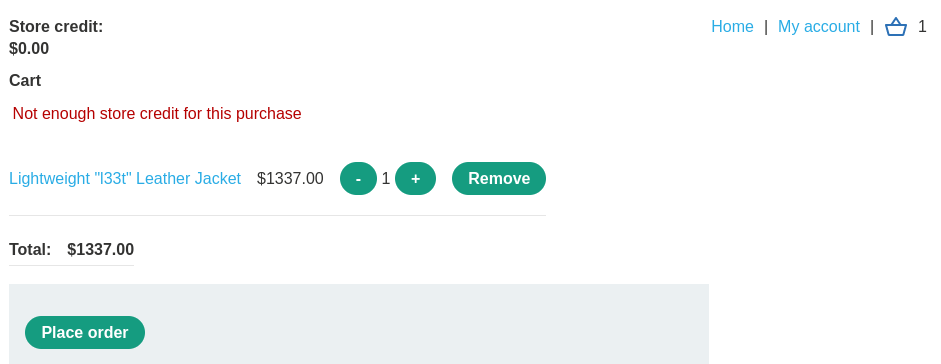 Store credit:
$0.00
Home | My account | 1
Cart
Not enough store credit for this purchase
Lightweight "l33t" Leather Jacket $1337.00 - 1 + Remove
Total: $1337.00
Place order